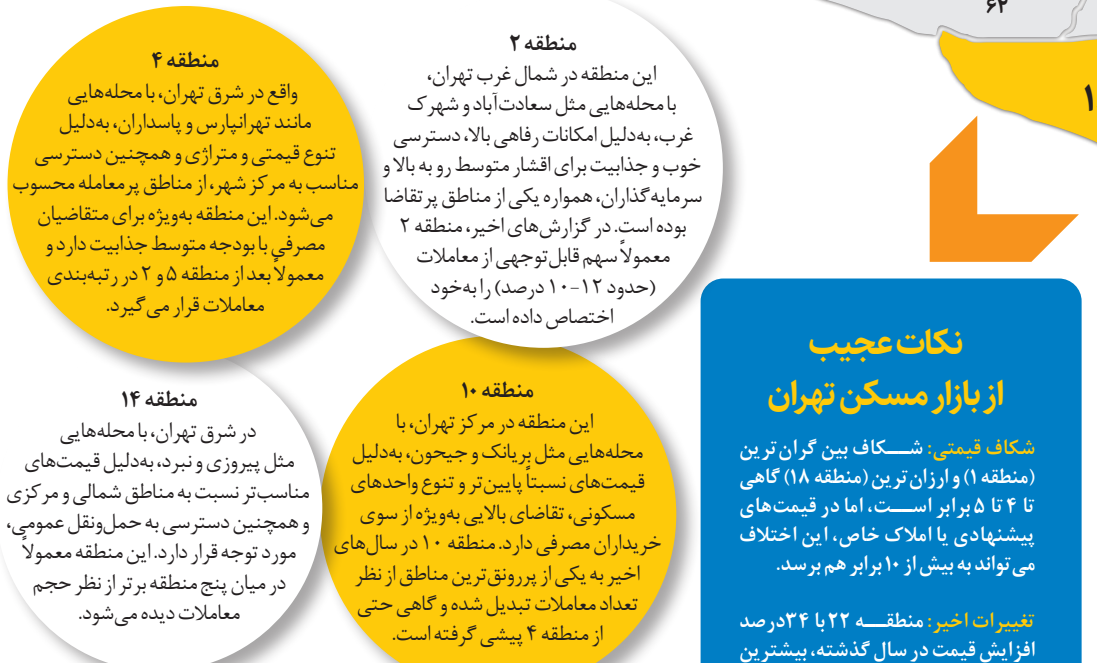 ۶۲
۱
منطقه ۲
این منطقه در شمال غرب تهران،
با محله‌هایی مثل سعادت‌آباد و شهرک
غرب، به‌دلیل امکانات رفاهی بالا، دسترسی
خوب و جذابیت برای اقشار متوسط رو به بالا و
سرمایه‌گذاران، همواره یکی از مناطق پرتقاضا
بوده است. در گزارش‌های اخیر، منطقه ۲
معمولاً سهم قابل‌توجهی از معاملات
(حدود ۱۲-۱۰ درصد) را به‌خود
اختصاص داده است.
منطقه ۴
واقع در شرق تهران، با محله‌هایی
مانند تهرانپارس و پاسداران، به‌دلیل
تنوع قیمتی و متراژی و همچنین دسترسی
مناسب به مرکز شهر، از مناطق پرمعامله محسوب
می‌شود. این منطقه به‌ویژه برای متقاضیان
مصرفی با بودجه متوسط جذابیت دارد و
معمولاً بعد از منطقه ۵ و ۲ در رتبه‌بندی
معاملات قرار می‌گیرد.
منطقه ۱۰
این منطقه در مرکز تهران، با
محله‌هایی مثل بریانک و جیحون، به‌دلیل
قیمت‌های نسبتاً پایین‌تر و تنوع واحدهای
مسکونی، تقاضای بالایی به‌ویژه از سوی
خریداران مصرفی دارد. منطقه ۱۰ در سال‌های
اخیر به یکی از پررونق‌ترین مناطق از نظر
تعداد معاملات تبدیل شده و گاهی حتی
از منطقه ۴ پیشی گرفته است.
منطقه ۱۴
در شرق تهران، با محله‌هایی
مثل پیروزی و نبرد، به‌دلیل قیمت‌های
مناسب‌تر نسبت به مناطق شمالی و مرکزی
و همچنین دسترسی به حمل‌ونقل عمومی،
مورد توجه قرار دارد. این منطقه معمولاً
در میان پنج منطقه برتر از نظر حجم
معاملات دیده می‌شود.
نکات عجیب
از بازار مسکن تهران
شکاف قیمتی: شکاف بین گران‌ترین
(منطقه ۱) و ارزان‌ترین (منطقه ۱۸) گاهی
تا ۴ تا ۵ برابر است، اما در قیمت‌های
پیشنهادی یا املاک خاص، این اختلاف
می‌تواند به بیش از ۱۰ برابر هم برسد.
تغییرات اخیر: منطقه ۲۲ با ۳۴درصد
افزایش قیمت در سال گذشته، بیشترین